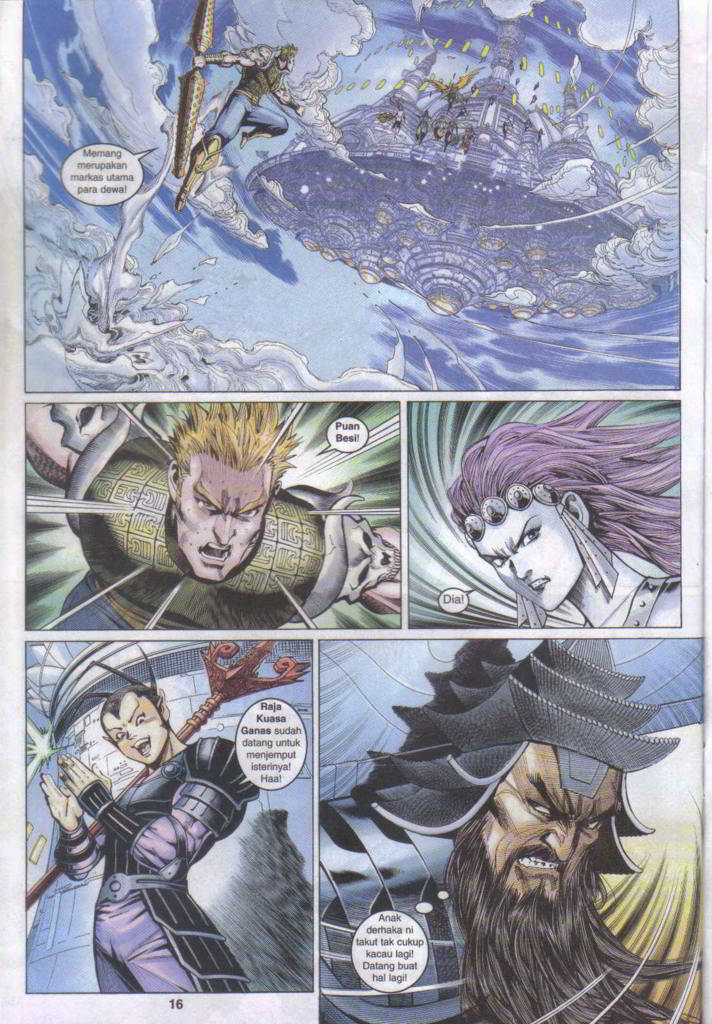 Memang
merupakan
markas utama
para dewa!
Puan
Besi!
Dia!
Raja
Kuasa
Ganas sudah
datang untuk
menjemput
isterinya!
Haa!
Anak
derhaka ni
takut tak cukup
kacau lagi!
Datang buat
hal lagi!
16